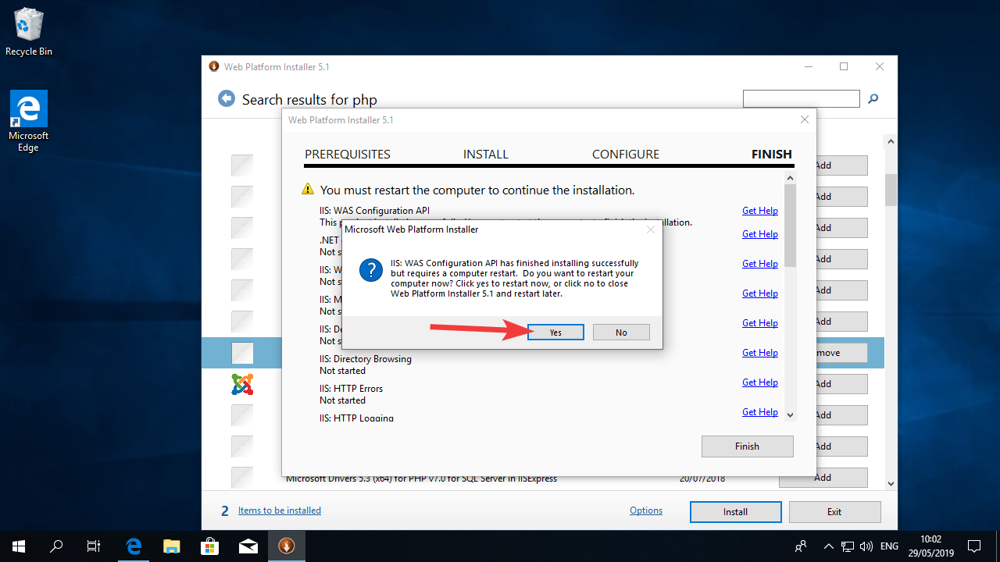 Recycle Bin
Microsoft
Edge
Web Platform Installer 5.1
Search results for php
Web Platform Installer 5.1
PREREQUISITES INSTALL CONFIGURE FINISH
You must restart the computer to continue the installation.
IIS: WAS Configuration API Get Help
.NET Get Help
Not st
IIS: W Get Help
Not st
IIS: M Get Help
Not st
IIS: De Get Help
Not st
IIS: Directory Browsing Get Help
Not started
IIS: HTTP Errors Get Help
Not started
IIS: HTTP Logging Get Help
Finish
Microsoft Web Platform Installer
IIS: WAS Configuration API has finished installing successfully
but requires a computer restart. Do you want to restart your
computer now? Click yes to restart now, or click no to close
Web Platform Installer 5.1 and restart later.
Yes No
Add
Add
Add
Add
Add
Add
move
Add
Add
Add
Microsoft Drivers 5.3 (x64) for PHP v7.0 for SQL Server in IISExpress 20/07/2018 Add
2 Items to be installed Options Install Exit
ENG
10:02
29/05/2019